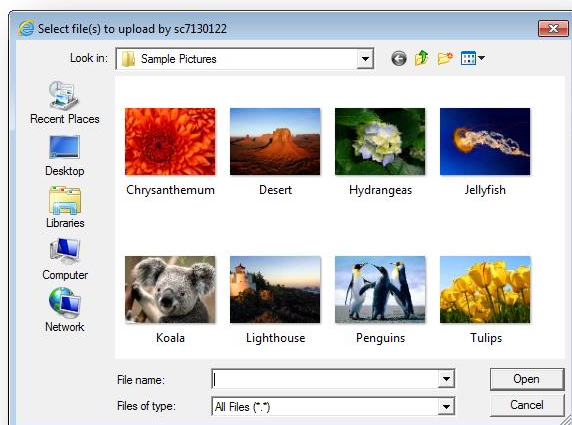 Select file(s) to upload by sc7130122
Look in: Sample Pictures
Recent Places
Desktop
Libraries
Computer
Network
Chrysanthemum Desert Hydrangeas Jellyfish
Koala Lighthouse Penguins Tulips
File name: Open
Files of type: All Files (*.*) Cancel